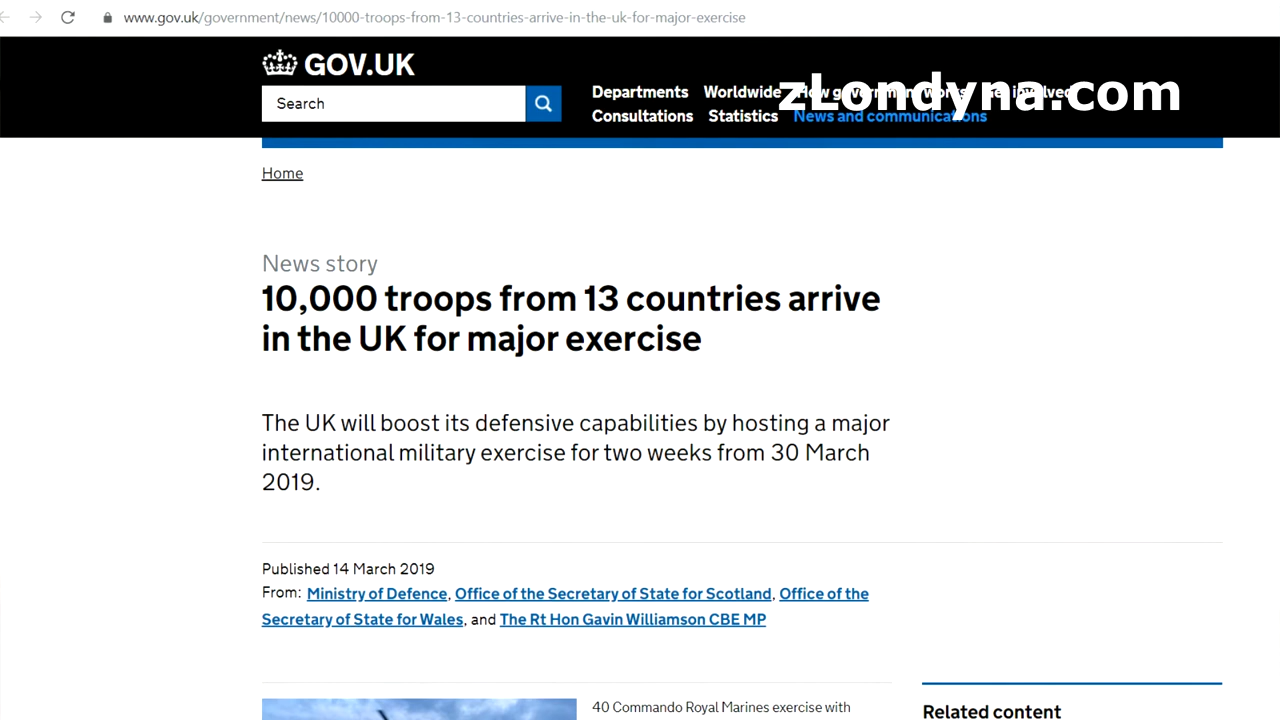 www.gov.uk/government/news/10000-troops-from-13-countries-arrive-in-the-uk-for-major-exercise
GOV.UK
zLondyna.com
Search
Departments Worldwide How government works Get involved
Consultations Statistics News and communications
Home
News story
10,000 troops from 13 countries arrive
in the UK for major exercise
The UK will boost its defensive capabilities by hosting a major
international military exercise for two weeks from 30 March
2019.
Published 14 March 2019
From: Ministry of Defence, Office of the Secretary of State for Scotland, Office of the
Secretary of State for Wales, and The Rt Hon Gavin Williamson CBE MP
40 Commando Royal Marines exercise with
Related content